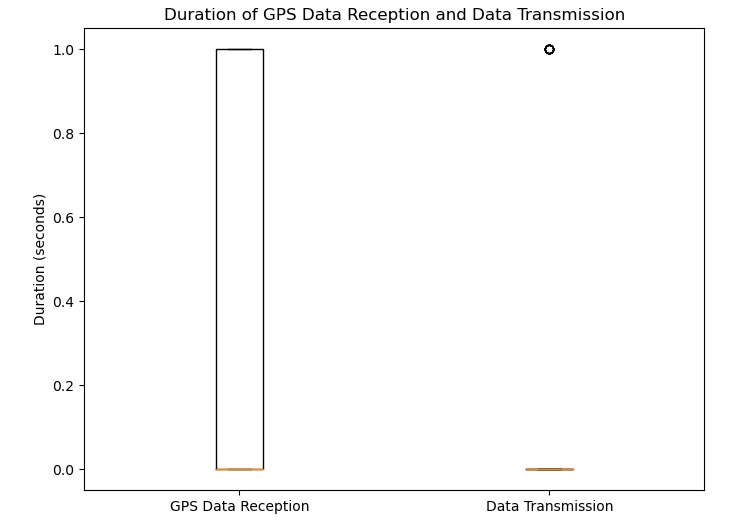 Duration of GPS Data Reception and Data Transmission
1.0
0.8
0.6
0.4
0.2
0.0
Duration (seconds)
GPS Data Reception
Data Transmission